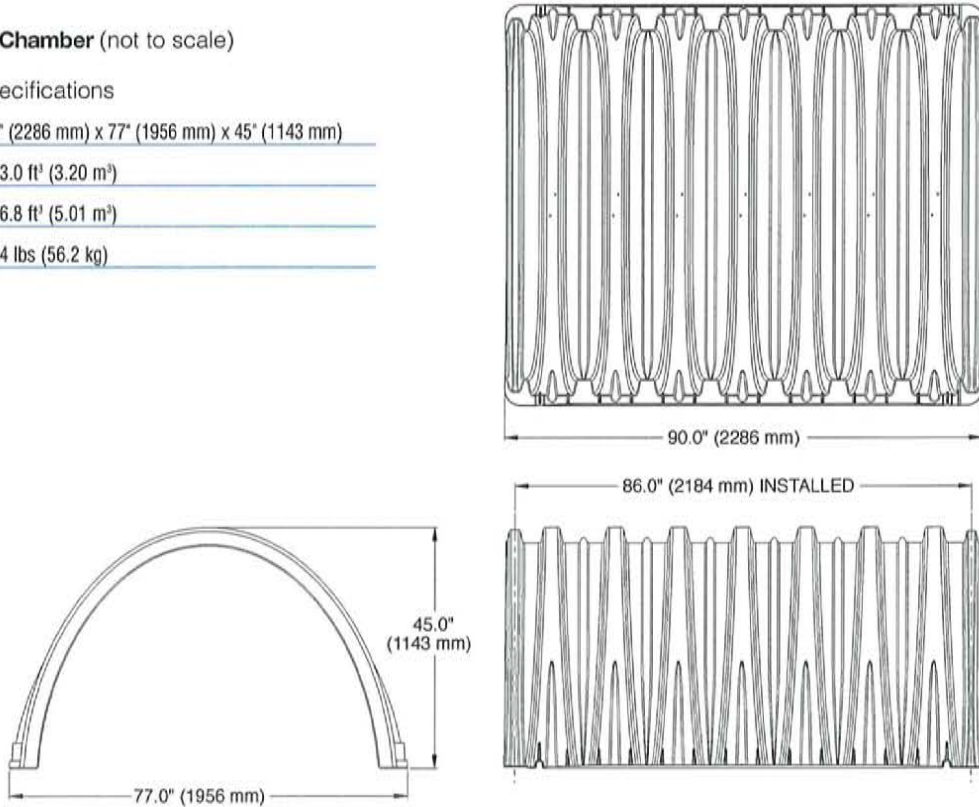 Chamber (not to scale)
ecifications
" (2286 mm) x 77" (1956 mm) x 45" (1143 mm)
3.0 ft³ (3.20 m³)
6.8 ft³ (5.01 m³)
4 lbs (56.2 kg)
90.0" (2286 mm)
86.0" (2184 mm) INSTALLED
45.0"
(1143 mm)
77.0" (1956 mm)